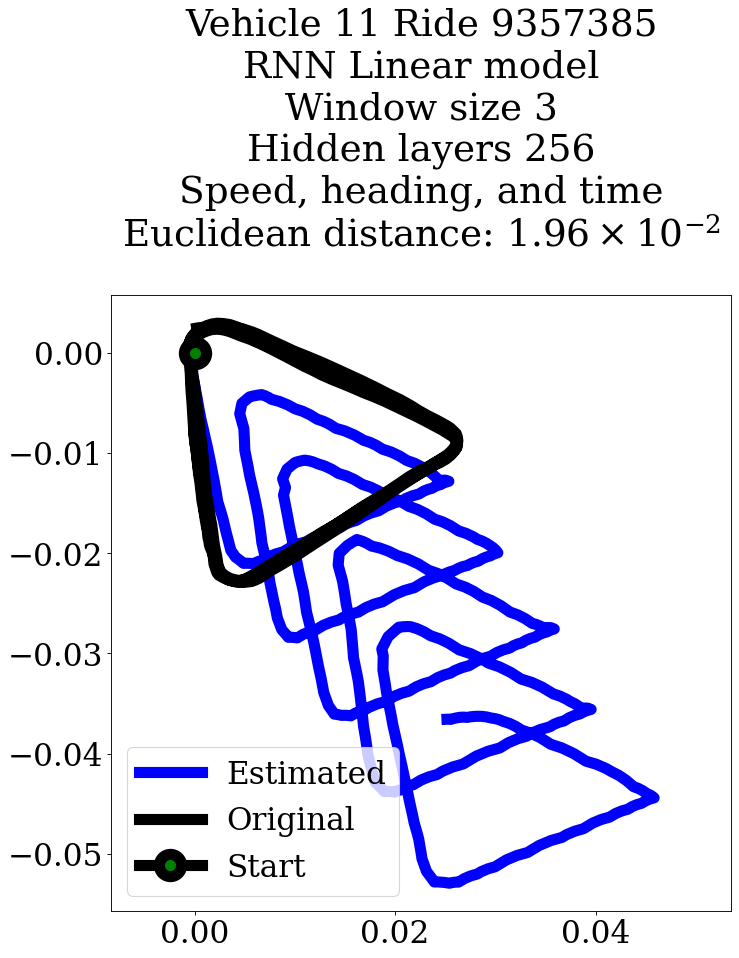 Vehicle 11 Ride 9357385
RNN Linear model
Window size 3
Hidden layers 256
Speed, heading, and time
Euclidean distance: 1.96 × 10⁻²
0.00
−0.01
−0.02
−0.03
−0.04
−0.05
Estimated
Original
Start
0.00 0.02 0.04